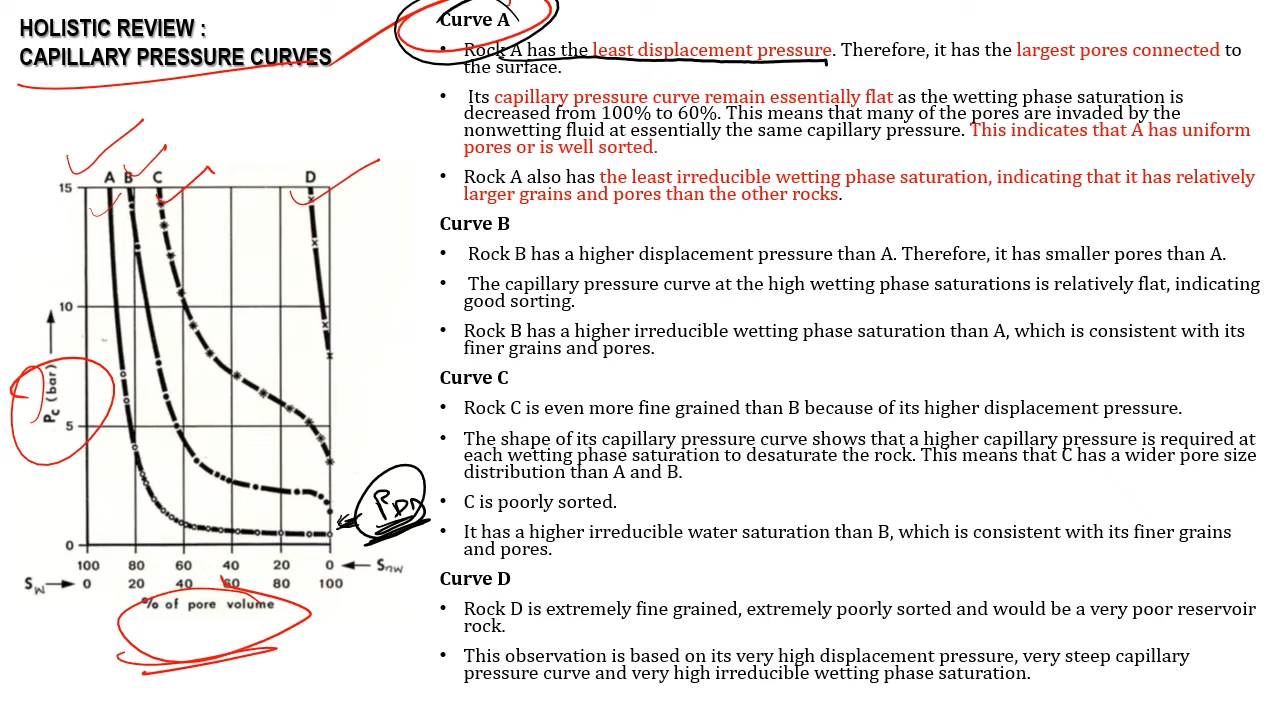 HOLISTIC REVIEW :
CAPILLARY PRESSURE CURVES
A B C D
15
10
5
0
Pc (bar)
100 80 60 40 20 0 Snw
Sw 0 20 40 60 80 100
% of pore volume
Curve A
• Rock A has the least displacement pressure. Therefore, it has the largest pores connected to
the surface.
• Its capillary pressure curve remain essentially flat as the wetting phase saturation is
decreased from 100% to 60%. This means that many of the pores are invaded by the
nonwetting fluid at essentially the same capillary pressure. This indicates that A has uniform
pores or is well sorted.
• Rock A also has the least irreducible wetting phase saturation, indicating that it has relatively
larger grains and pores than the other rocks.
Curve B
• Rock B has a higher displacement pressure than A. Therefore, it has smaller pores than A.
• The capillary pressure curve at the high wetting phase saturations is relatively flat, indicating
good sorting.
• Rock B has a higher irreducible wetting phase saturation than A, which is consistent with its
finer grains and pores.
Curve C
• Rock C is even more fine grained than B because of its higher displacement pressure.
• The shape of its capillary pressure curve shows that a higher capillary pressure is required at
each wetting phase saturation to desaturate the rock. This means that C has a wider pore size
distribution than A and B.
• C is poorly sorted.
• It has a higher irreducible water saturation than B, which is consistent with its finer grains
and pores.
Curve D
• Rock D is extremely fine grained, extremely poorly sorted and would be a very poor reservoir
rock.
• This observation is based on its very high displacement pressure, very steep capillary
pressure curve and very high irreducible wetting phase saturation.